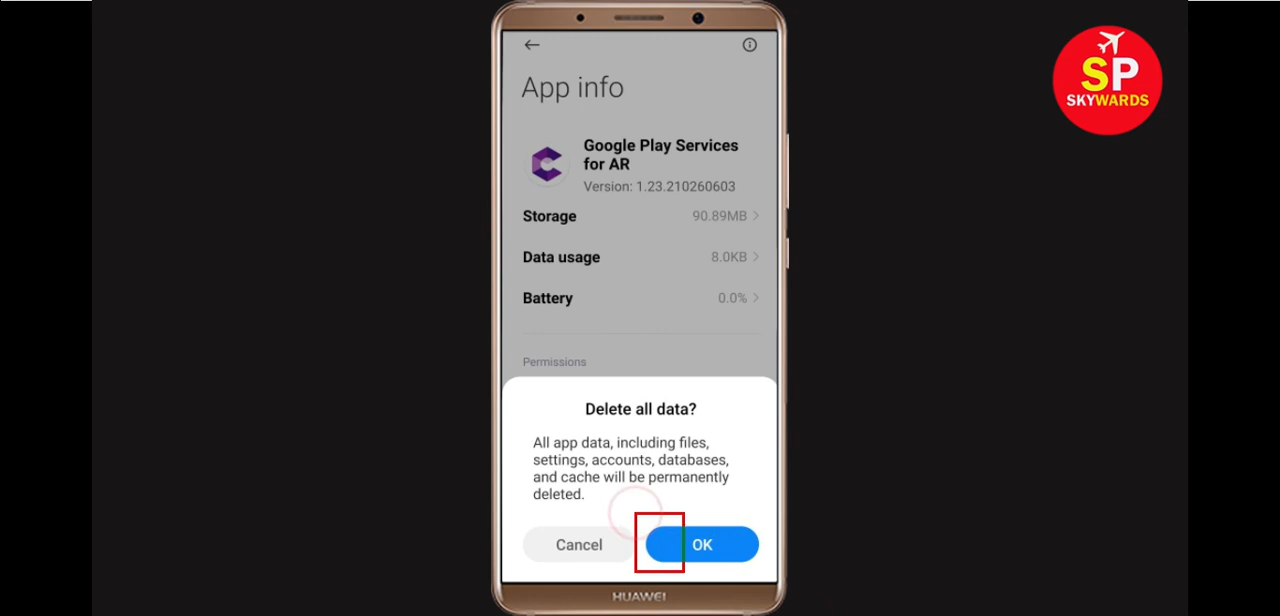 App info
SP
SKYWARDS
Google Play Services
for AR
Version: 1.23.210260603
Storage 90.89MB
Data usage 8.0KB
Battery 0.0%
Permissions
Delete all data?
All app data, including files,
settings, accounts, databases,
and cache will be permanently
deleted.
Cancel OK
HUAWEI